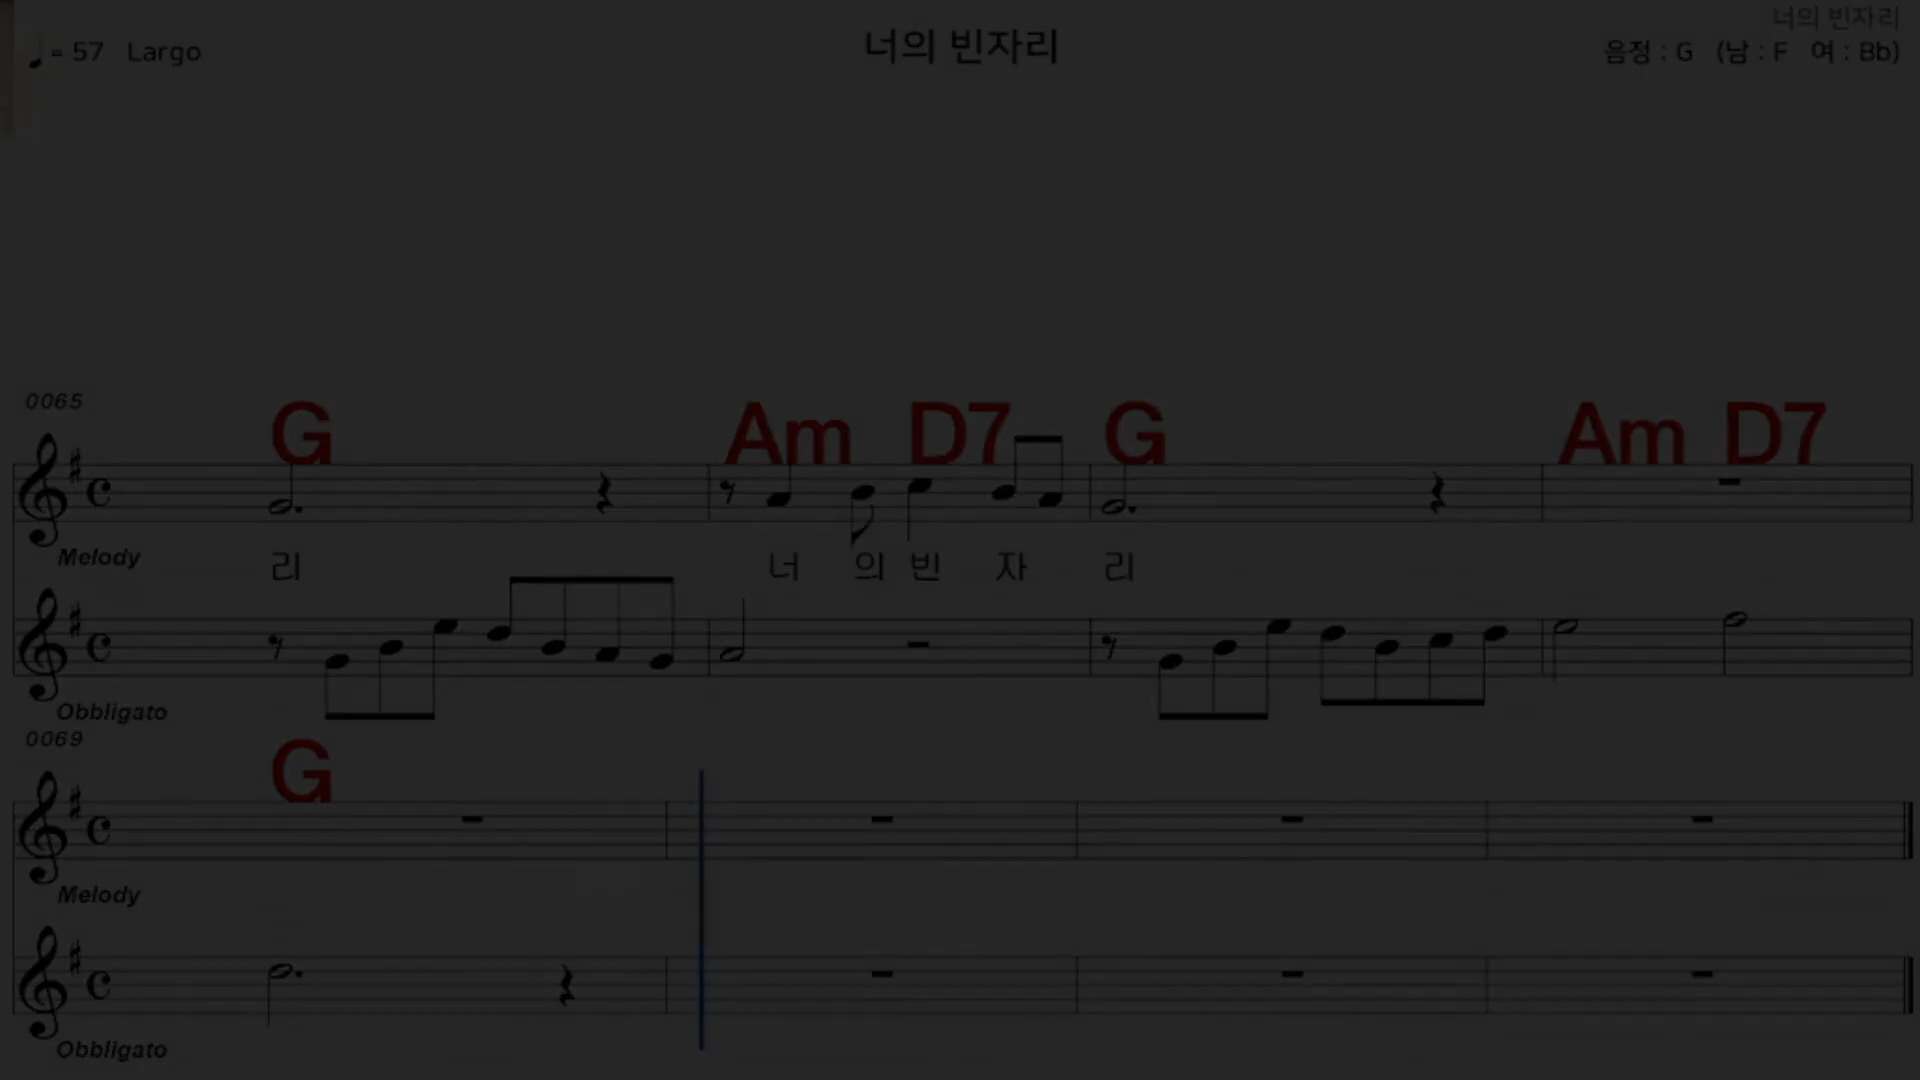 너의 빈자리
= 57 Largo
너의 빈자리
음정 : G (남 : F 여 : Bb)
0065
G Am D7 G Am D7
Melody
리 너 의 빈 자 리
Obbligato
0069
G
Melody
Obbligato